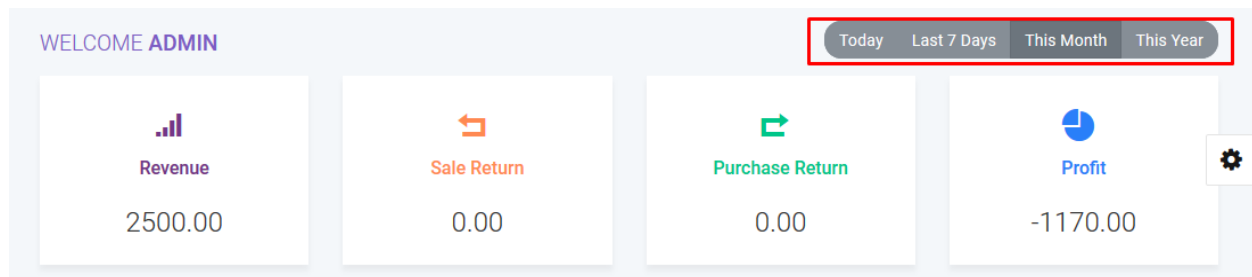 WELCOME ADMIN
Today Last 7 Days This Month This Year
Revenue
2500.00
Sale Return
0.00
Purchase Return
0.00
Profit
-1170.00